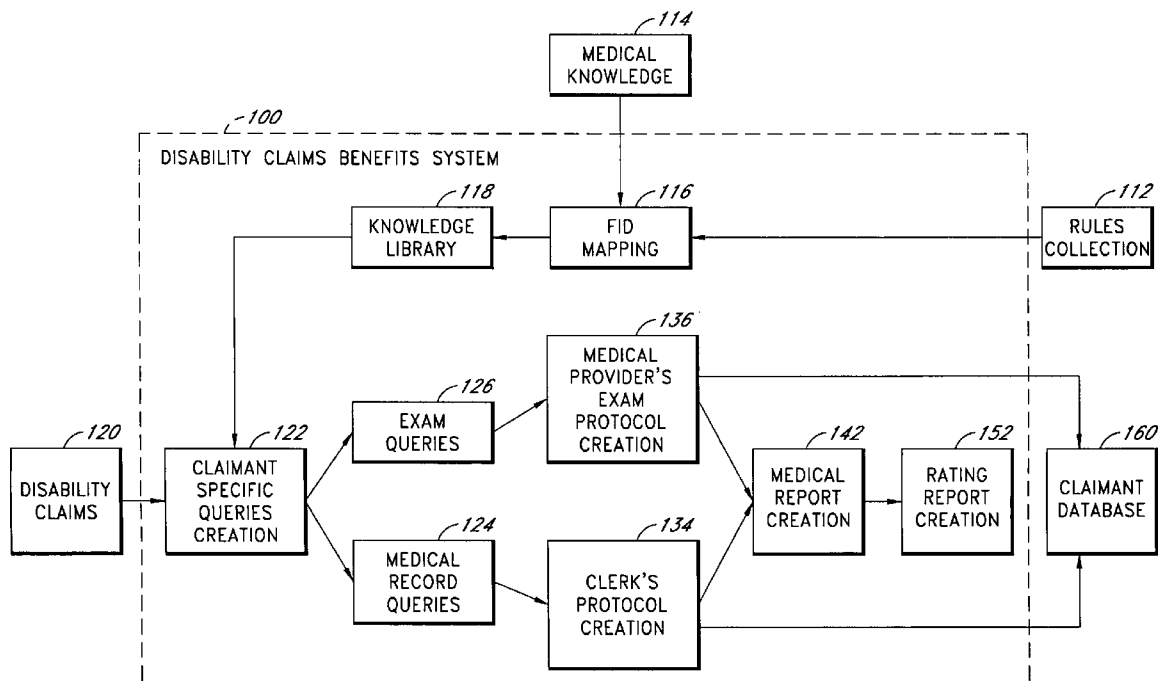 114
MEDICAL
KNOWLEDGE
100
DISABILITY CLAIMS BENEFITS SYSTEM
118
KNOWLEDGE
LIBRARY
116
FID
MAPPING
112
RULES
COLLECTION
136
MEDICAL
PROVIDER'S
EXAM
PROTOCOL
CREATION
126
EXAM
QUERIES
120
DISABILITY
CLAIMS
122
CLAIMANT
SPECIFIC
QUERIES
CREATION
142
MEDICAL
REPORT
CREATION
152
RATING
REPORT
CREATION
160
CLAIMANT
DATABASE
124
MEDICAL
RECORD
QUERIES
134
CLERK'S
PROTOCOL
CREATION